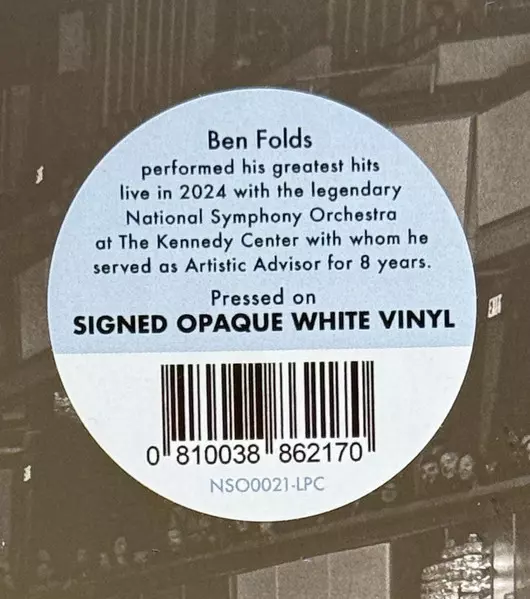 Ben Folds
performed his greatest hits
live in 2024 with the legendary
National Symphony Orchestra
at The Kennedy Center with whom he
served as Artistic Advisor for 8 years.
Pressed on
SIGNED OPAQUE WHITE VINYL
0 810038 862170
NSO0021-LPC
EXIT